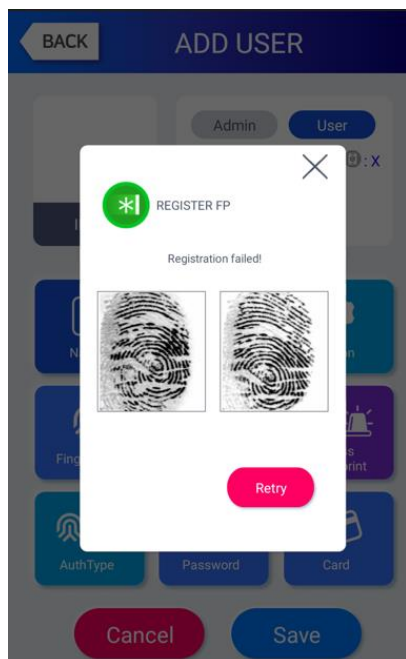 BACK
ADD USER
Admin
User
: X
REGISTER FP
Registration failed!
Retry
AuthType
Password
Card
Cancel
Save